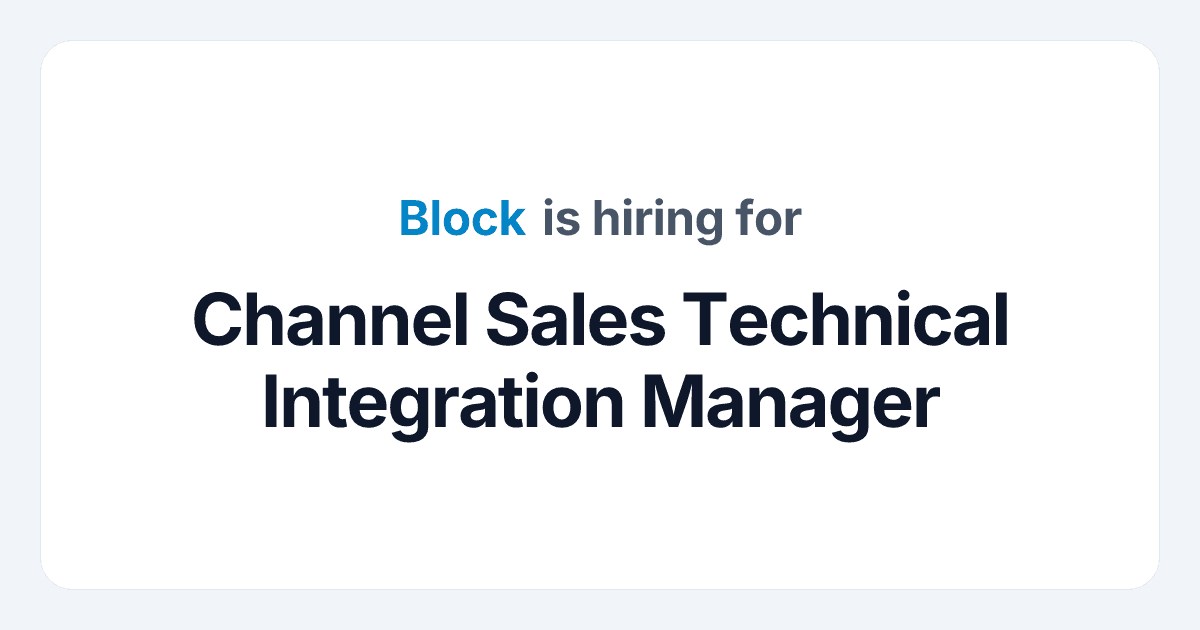 Block is hiring for
Channel Sales Technical
Integration Manager